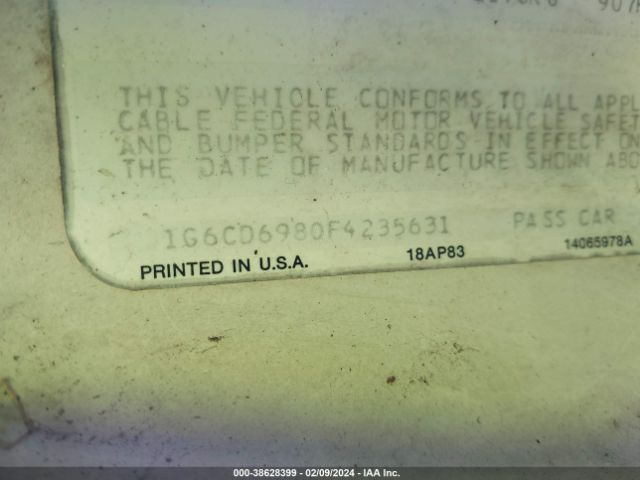 THIS VEHICLE CONFORMS TO ALL APPL
CABLE FEDERAL MOTOR VEHICLE SAFET
AND BUMPER STANDARDS IN EFFECT ON
THE DATE OF MANUFACTURE SHOWN ABO
1G6CD6980F4235631 PASS CAR
PRINTED IN U.S.A. 18AP83 14065978A
000-38628399 - 02/09/2024 - IAA Inc.